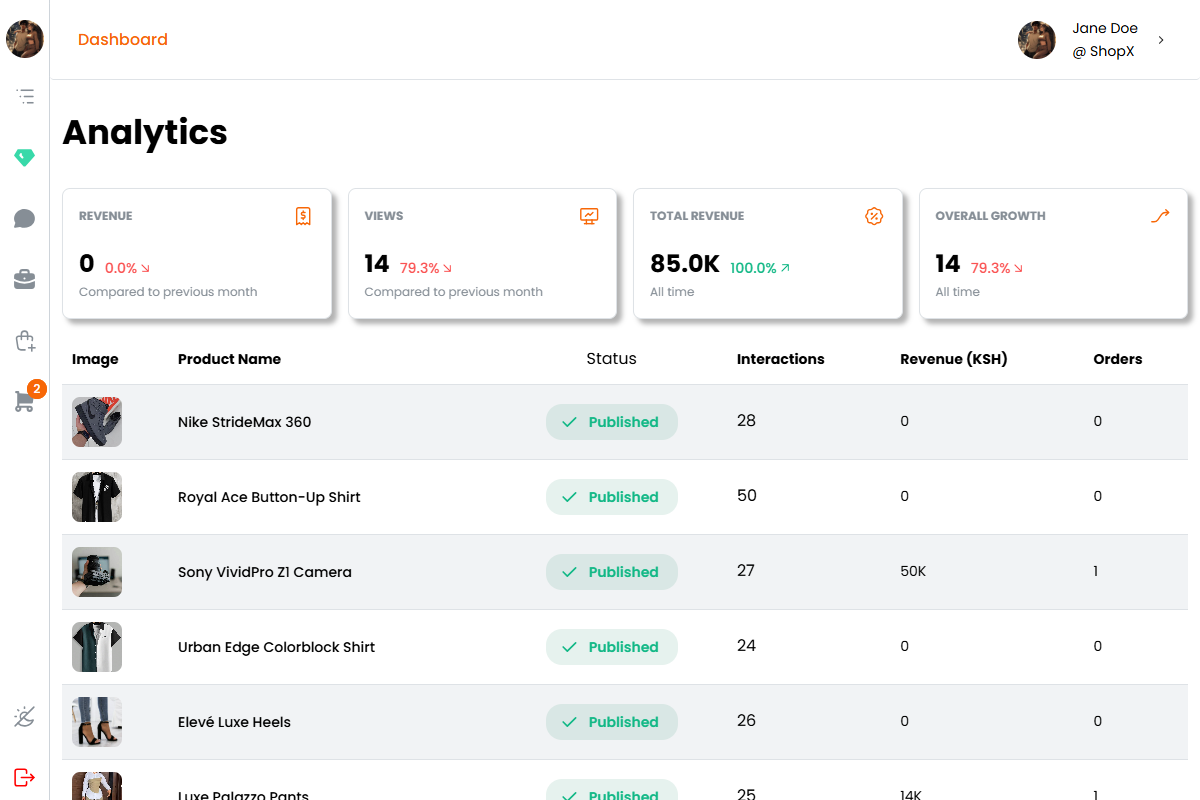 Dashboard
Jane Doe
@ ShopX
Analytics
REVENUE
0 0.0%
Compared to previous month
VIEWS
14 79.3%
Compared to previous month
TOTAL REVENUE
85.0K 100.0%
All time
OVERALL GROWTH
14 79.3%
All time
Image Product Name Status Interactions Revenue (KSH) Orders
2
Nike StrideMax 360 Published 28 0 0
Royal Ace Button-Up Shirt Published 50 0 0
Sony VividPro Z1 Camera Published 27 50K 1
Urban Edge Colorblock Shirt Published 24 0 0
Elevé Luxe Heels Published 26 0 0
Luxe Palazzo Pants Published 25 14K 1